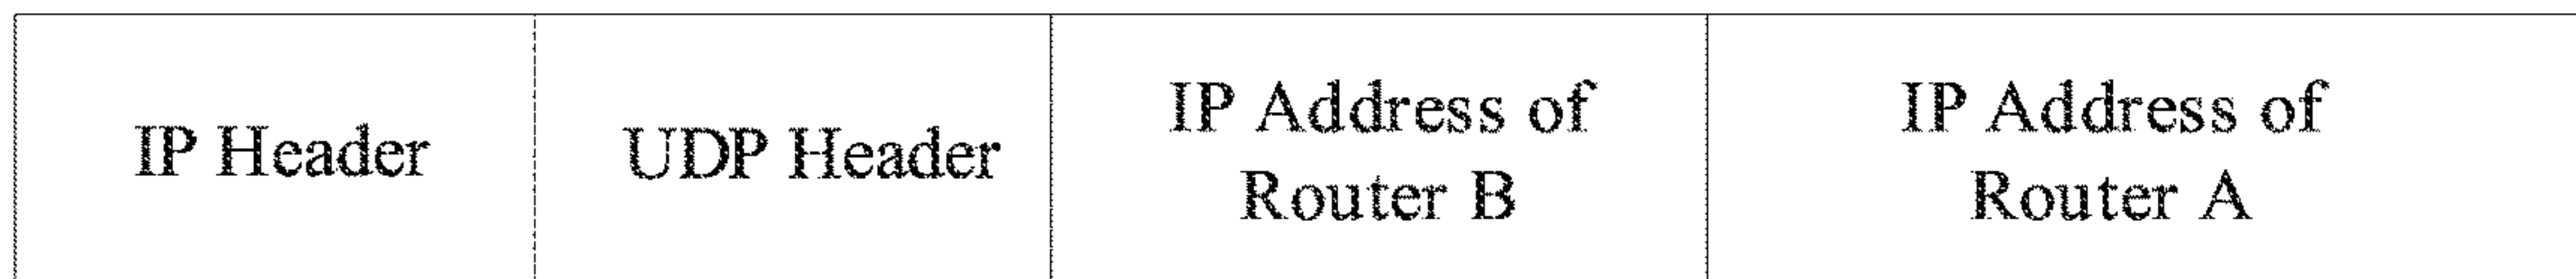 IP Header
UDP Header
IP Address of
Router B
IP Address of
Router A